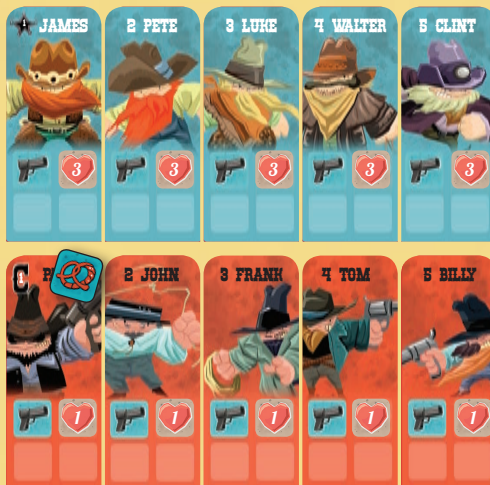 1 JAMES 2 PETE 3 LUKE 4 WALTER 5 CLINT
3 3 3 3 3
1 2 JOHN 3 FRANK 4 TOM 5 BILLY
1 1 1 1 1